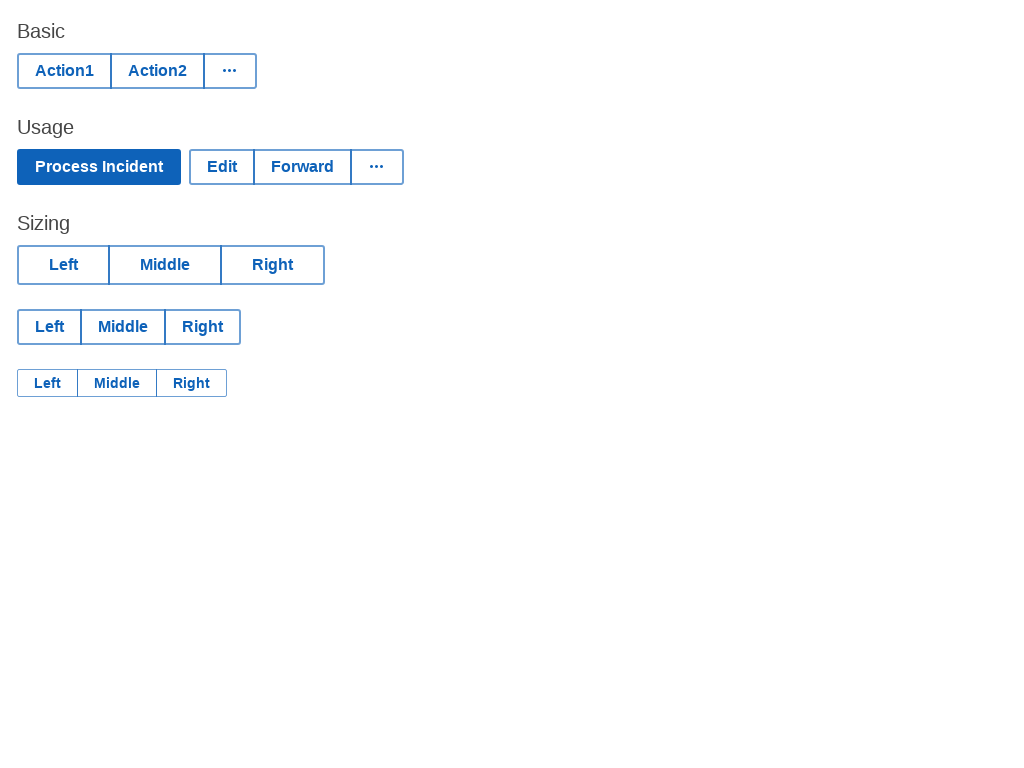 Basic
Action1 Action2 ···
Usage
Process Incident Edit Forward ···
Sizing
Left Middle Right
Left Middle Right
Left Middle Right